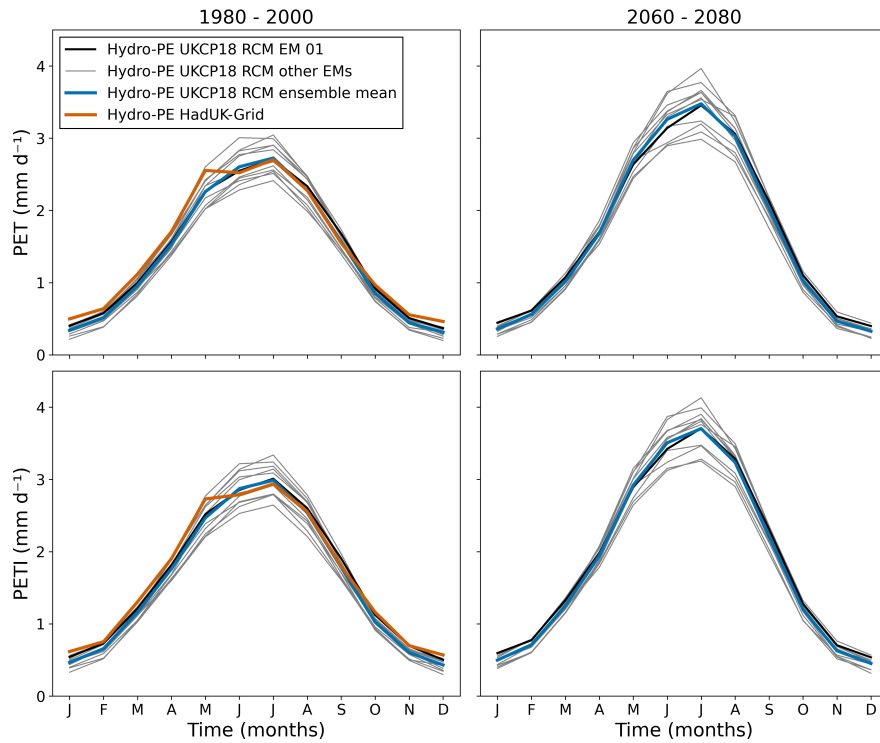 1980 - 2000
2060 - 2080
Hydro-PE UKCP18 RCM EM 01
Hydro-PE UKCP18 RCM other EMs
Hydro-PE UKCP18 RCM ensemble mean
Hydro-PE HadUK-Grid
PET (mm d⁻¹)
4
3
2
1
0
PETI (mm d⁻¹)
4
3
2
1
0
J F M A M J J A S O N D
J F M A M J J A S O N D
Time (months)
Time (months)